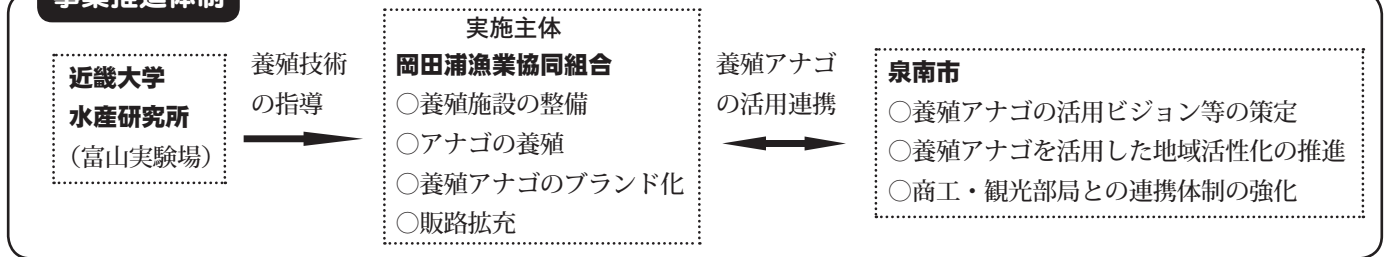 事業推進体制
近畿大学
水産研究所
（富山実験場）
養殖技術
の指導
実施主体
岡田浦漁業協同組合
○養殖施設の整備
○アナゴの養殖
○養殖アナゴのブランド化
○販路拡充
養殖アナゴ
の活用連携
泉南市
○養殖アナゴの活用ビジョン等の策定
○養殖アナゴを活用した地域活性化の推進
○商工・観光部局との連携体制の強化